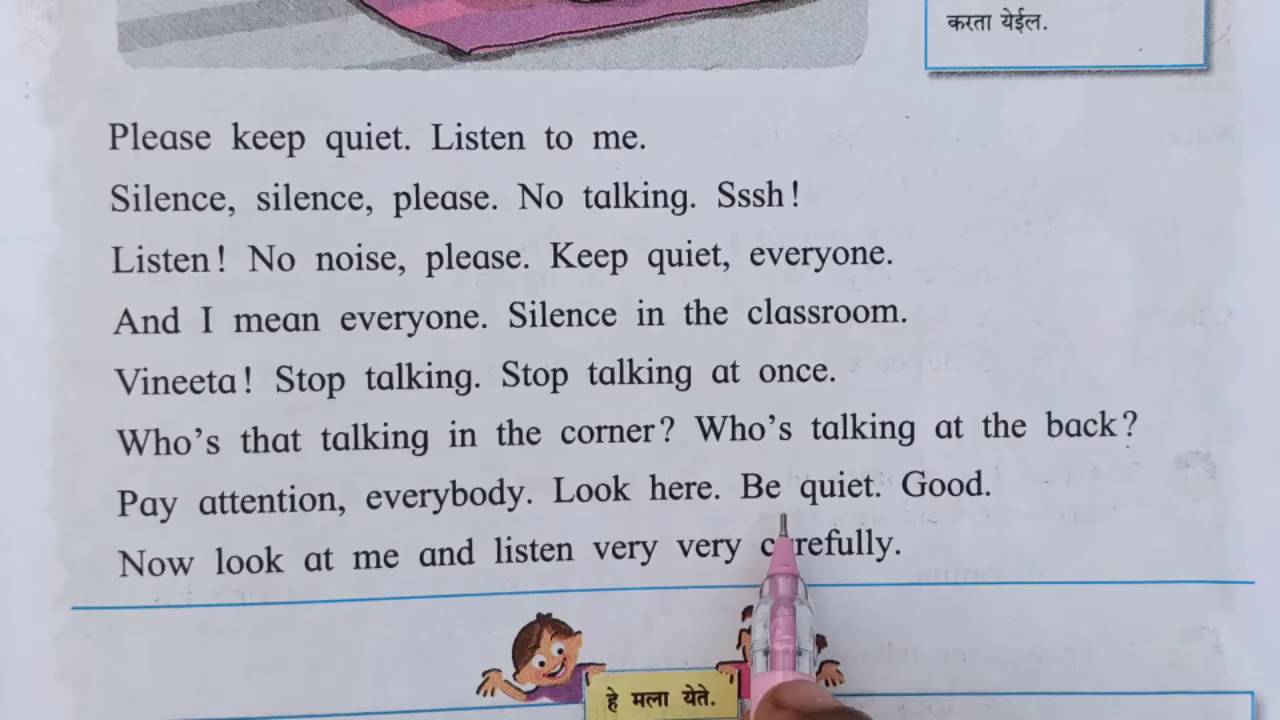 करता येईल.
Please keep quiet. Listen to me.
Silence, silence, please. No talking. Sssh!
Listen! No noise, please. Keep quiet, everyone.
And I mean everyone. Silence in the classroom.
Vineeta! Stop talking. Stop talking at once.
Who's that talking in the corner? Who's talking at the back?
Pay attention, everybody. Look here. Be quiet. Good.
Now look at me and listen very very carefully.
हे मला येते.